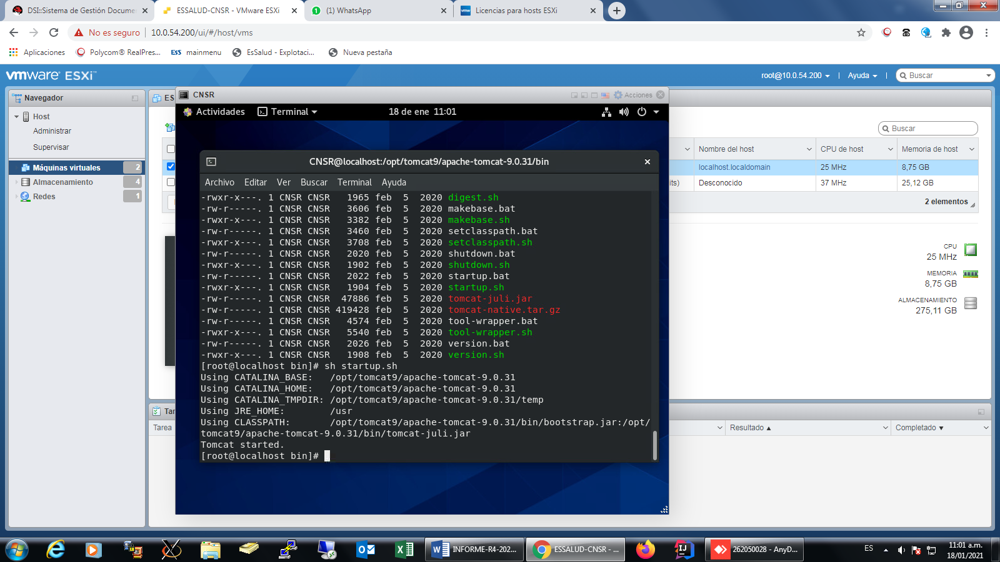 DSI::Sistema de Gestión Docume
ESSALUD-CNSR - VMware ESXi
(1) WhatsApp
Licencias para hosts ESXi
No es seguro
10.0.54.200/ui/#/host/vms
Aplicaciones
Polycom® RealPres...
EsS mainmenu
EsSalud - Explotaci...
Nueva pestaña
vmware ESXi
root@10.0.54.200
Ayuda
Buscar
Navegador
Host
Administrar
Supervisar
Máquinas virtuales 2
Almacenamiento 4
Redes 1
ES
CNSR
Acciones
Actividades
Terminal
18 de ene 11:01
Buscar
Nombre del host
CPU de host
Memoria de host
localhost.localdomain
25 MHz
8,75 GB
its)
Desconocido
37 MHz
25,12 GB
2 elementos
CPU
25 MHz
MEMORIA
8,75 GB
ALMACENAMIENTO
275,11 GB
CNSR@localhost:/opt/tomcat9/apache-tomcat-9.0.31/bin
Archivo Editar Ver Buscar Terminal Ayuda
-rwxr-x---. 1 CNSR CNSR 1965 feb 5 2020 digest.sh
-rw-r-----. 1 CNSR CNSR 3606 feb 5 2020 makebase.bat
-rwxr-x---. 1 CNSR CNSR 3382 feb 5 2020 makebase.sh
-rw-r-----. 1 CNSR CNSR 3460 feb 5 2020 setclasspath.bat
-rwxr-x---. 1 CNSR CNSR 3708 feb 5 2020 setclasspath.sh
-rw-r-----. 1 CNSR CNSR 2020 feb 5 2020 shutdown.bat
-rwxr-x---. 1 CNSR CNSR 1902 feb 5 2020 shutdown.sh
-rw-r-----. 1 CNSR CNSR 2022 feb 5 2020 startup.bat
-rwxr-x---. 1 CNSR CNSR 1904 feb 5 2020 startup.sh
-rw-r-----. 1 CNSR CNSR 47886 feb 5 2020 tomcat-juli.jar
-rw-r-----. 1 CNSR CNSR 419428 feb 5 2020 tomcat-native.tar.gz
-rw-r-----. 1 CNSR CNSR 4574 feb 5 2020 tool-wrapper.bat
-rwxr-x---. 1 CNSR CNSR 5540 feb 5 2020 tool-wrapper.sh
-rw-r-----. 1 CNSR CNSR 2026 feb 5 2020 version.bat
-rwxr-x---. 1 CNSR CNSR 1908 feb 5 2020 version.sh
[root@localhost bin]# sh startup.sh
Using CATALINA_BASE: /opt/tomcat9/apache-tomcat-9.0.31
Using CATALINA_HOME: /opt/tomcat9/apache-tomcat-9.0.31
Using CATALINA_TMPDIR: /opt/tomcat9/apache-tomcat-9.0.31/temp
Using JRE_HOME: /usr
Using CLASSPATH: /opt/tomcat9/apache-tomcat-9.0.31/bin/bootstrap.jar:/opt/
tomcat9/apache-tomcat-9.0.31/bin/tomcat-juli.jar
Tomcat started.
[root@localhost bin]#
Tar
Tarea
Resultado
Completado
INFORME-R4-202...
ESSALUD-CNSR - ...
262050028 - AnyD...
ES
11:01 a.m.
18/01/2021